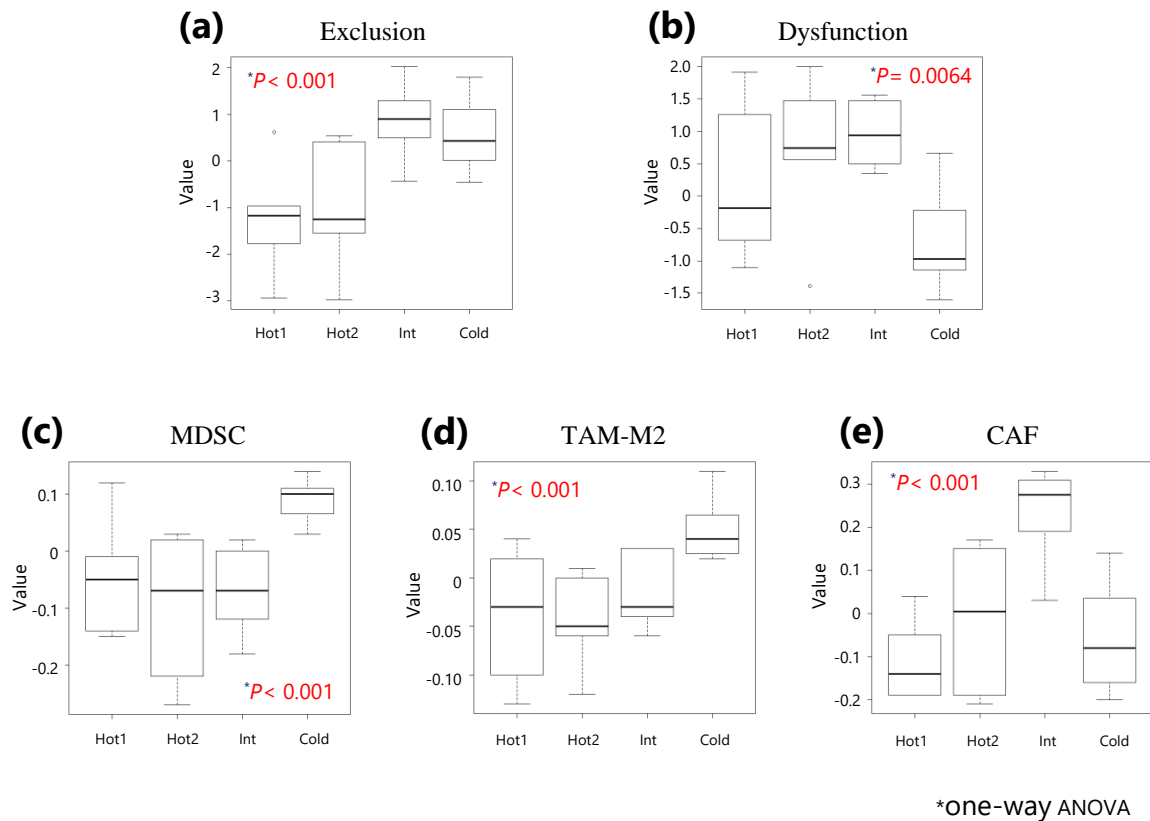 (a) Exclusion
*P< 0.001
Value
2
1
0
-1
-2
-3
Hot1 Hot2 Int Cold
(b) Dysfunction
*P= 0.0064
Value
2.0
1.5
1.0
0.5
0
-0.5
-1.0
-1.5
Hot1 Hot2 Int Cold
(c) MDSC
Value
0.1
0
-0.1
-0.2
*P< 0.001
Hot1 Hot2 Int Cold
(d) TAM-M2
*P< 0.001
Value
0.10
0.05
0
-0.05
-0.10
Hot1 Hot2 Int Cold
(e) CAF
*P< 0.001
Value
0.3
0.2
0.1
0
-0.1
-0.2
Hot1 Hot2 Int Cold
*one-way ANOVA